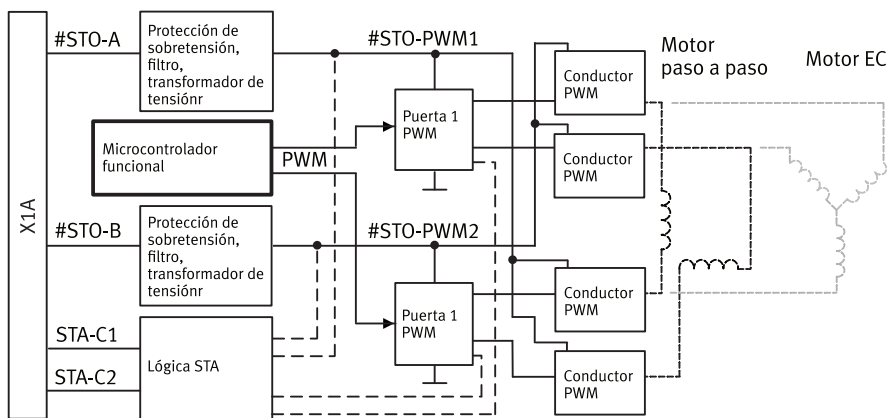 #STO-A
Protección de
sobretensión,
filtro,
transformador de
tensiónr
#STO-PWM1
Conductor
PWM
Motor
paso a paso
Motor EC
Puerta 1
PWM
Microcontrolador
funcional
PWM
Conductor
PWM
X1A
#STO-B
Protección de
sobretensión,
filtro,
transformador de
tensiónr
#STO-PWM2
Conductor
PWM
Puerta 1
PWM
STA-C1
Lógica STA
STA-C2
Conductor
PWM